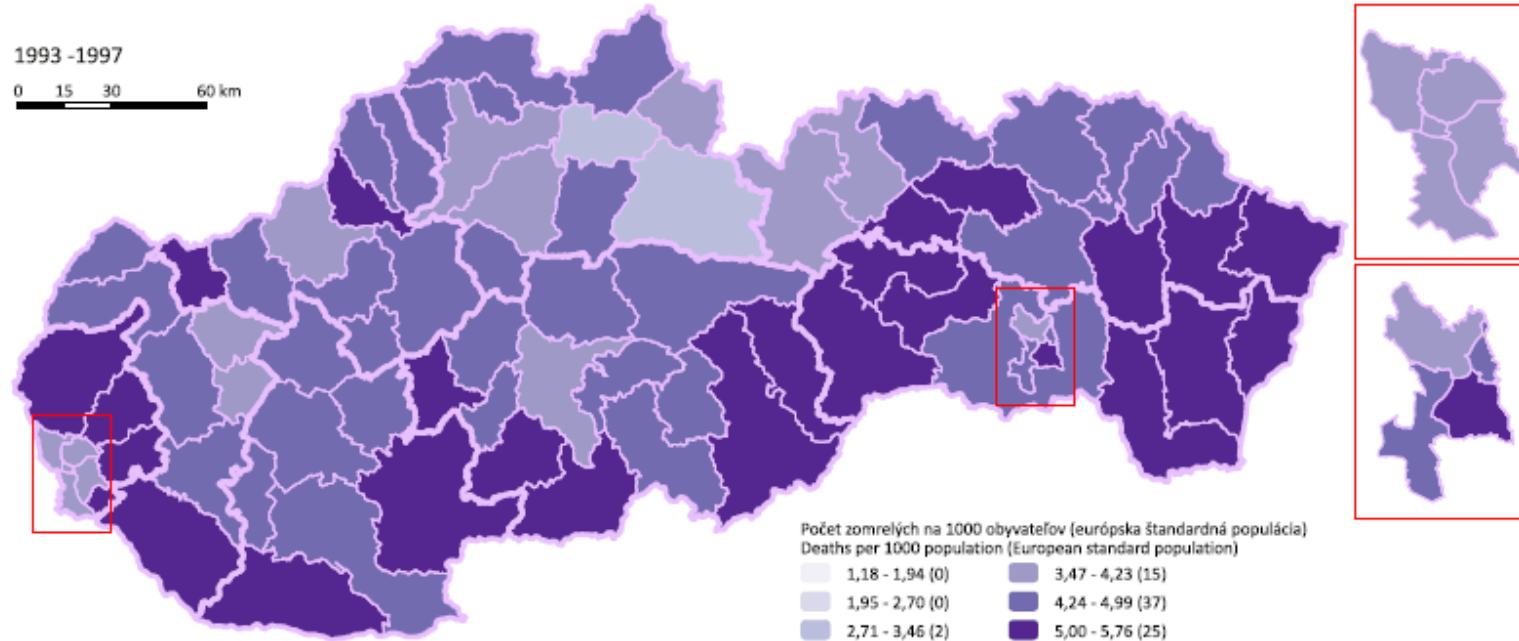 1993 -1997
0 15 30 60 km
Počet zomrelých na 1000 obyvateľov (európska štandardná populácia)
Deaths per 1000 population (European standard population)
1,18 - 1,94 (0)
1,95 - 2,70 (0)
2,71 - 3,46 (2)
3,47 - 4,23 (15)
4,24 - 4,99 (37)
5,00 - 5,76 (25)